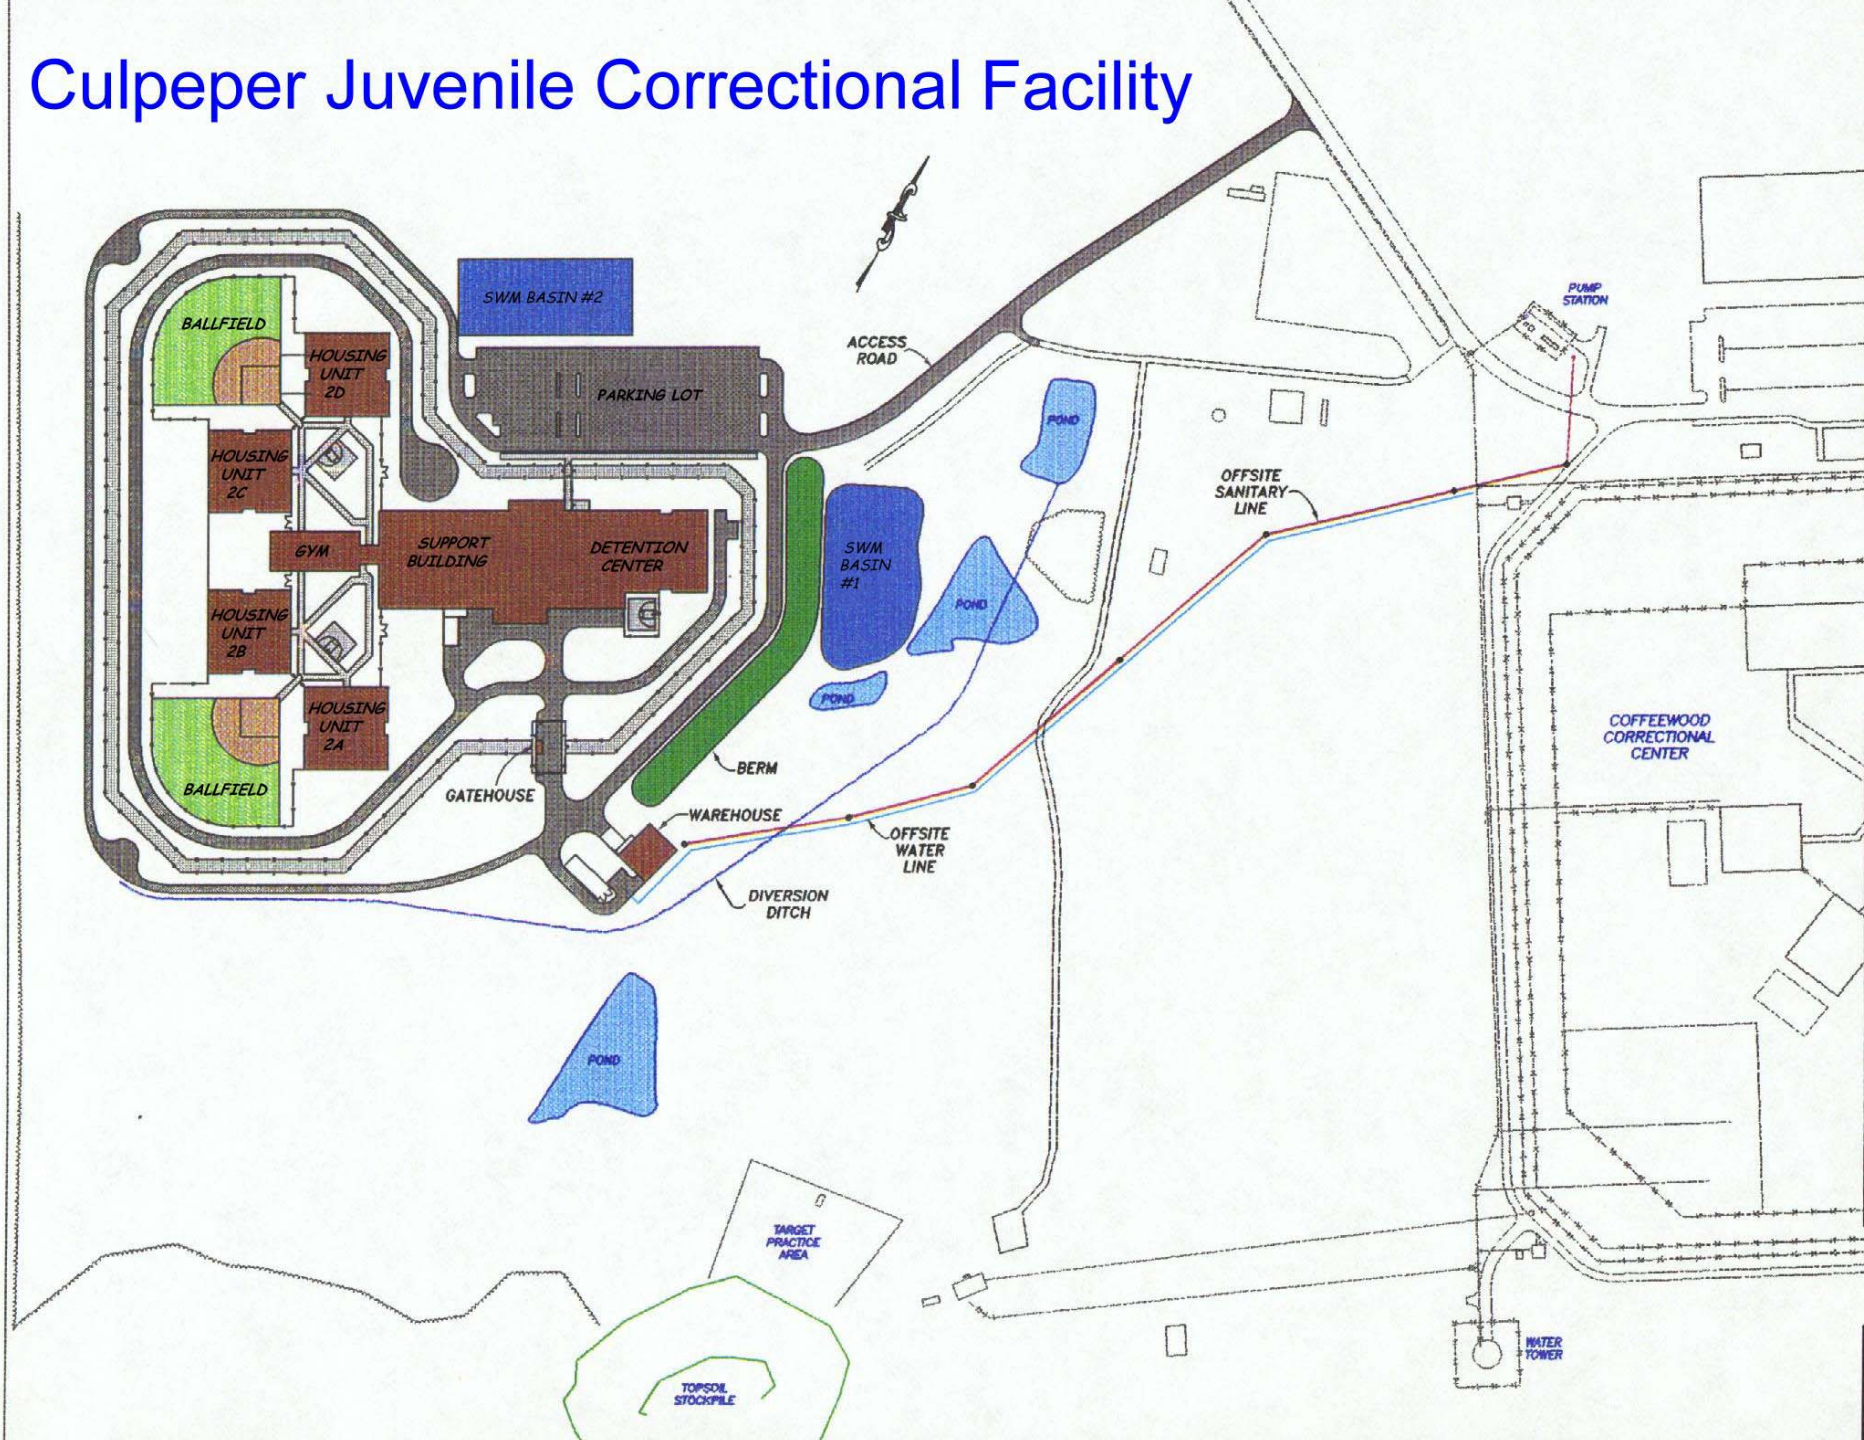 Culpeper Juvenile Correctional Facility
SWM BASIN #2
PUMP
STATION
BALLFIELD
HOUSING
UNIT
2D
ACCESS
ROAD
PARKING LOT
POND
HOUSING
UNIT
2C
OFFSITE
SANITARY
LINE
GYM
SUPPORT
BUILDING
DETENTION
CENTER
SWM
BASIN
#1
POND
HOUSING
UNIT
2B
POND
HOUSING
UNIT
2A
COFFEEWOOD
CORRECTIONAL
CENTER
BERM
BALLFIELD
GATEHOUSE
WAREHOUSE
OFFSITE
WATER
LINE
DIVERSION
DITCH
POND
TARGET
PRACTICE
AREA
WATER
TOWER
TOPSOIL
STOCKPILE